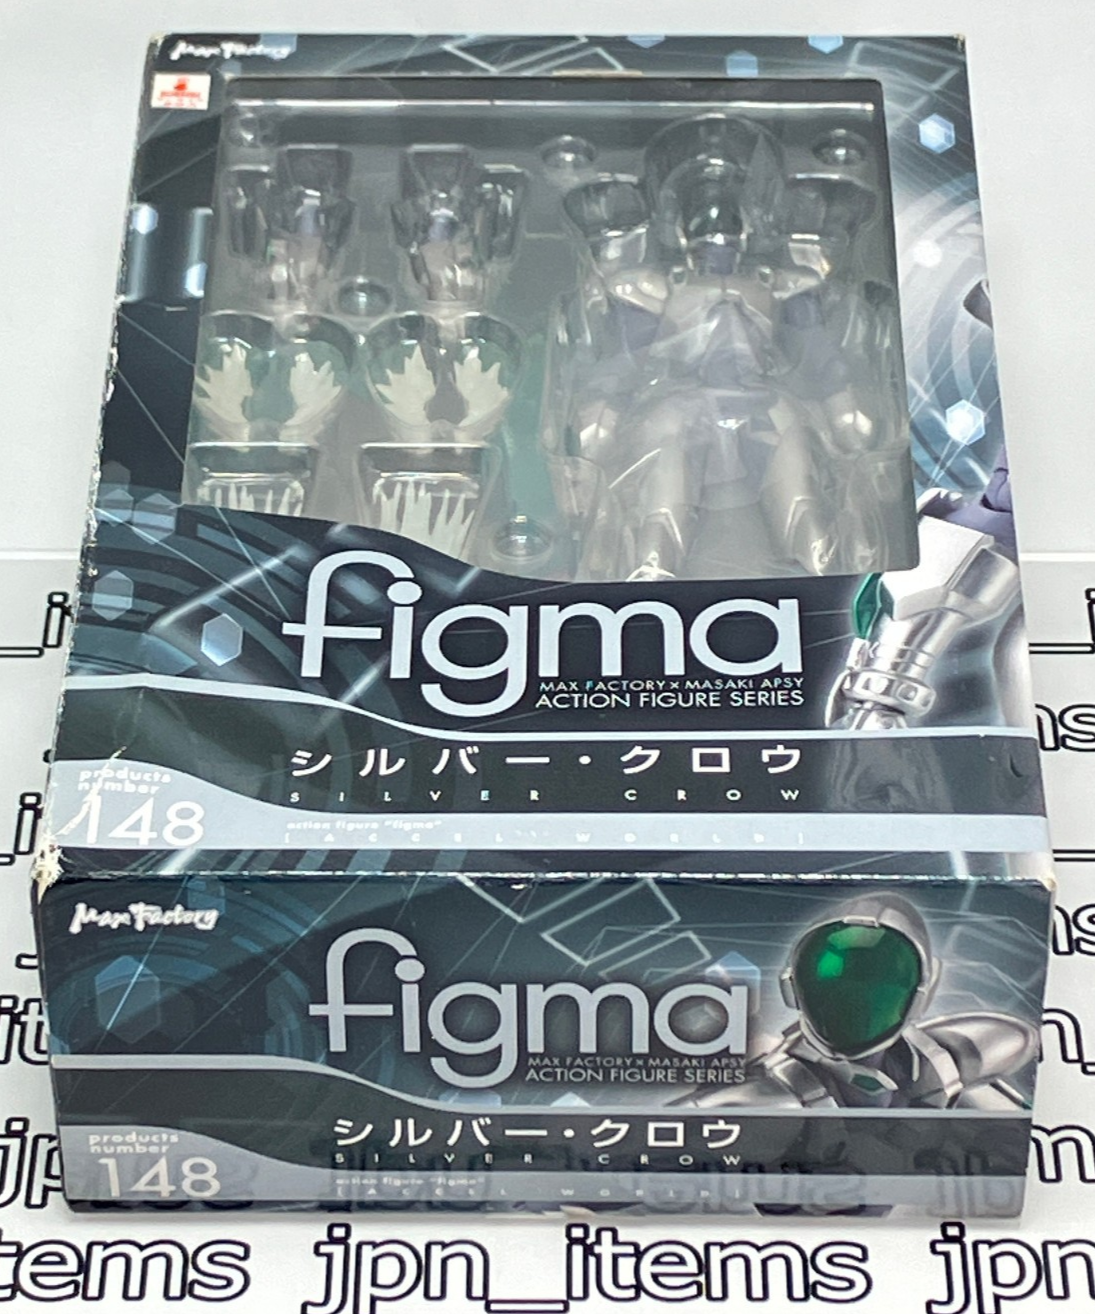 Max Factory
figma
MAX FACTORY × MASAKI APSY
ACTION FIGURE SERIES
シルバー・クロウ
SILVER CROW
products
number
148
action figure "figma"
[ACCEL WORLD]
Max Factory
figma
MAX FACTORY × MASAKI APSY
ACTION FIGURE SERIES
シルバー・クロウ
SILVER CROW
products
number
148
action figure "figma"
[ACCEL WORLD]
jpn_items